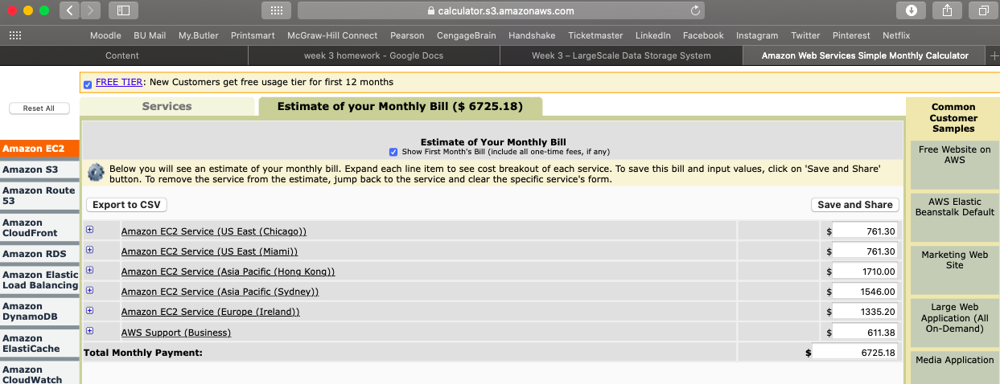 calculator.s3.amazonaws.com
Moodle BU Mail My.Butler Printsmart McGraw-Hill Connect Pearson CengageBrain Handshake Ticketmaster LinkedIn Facebook Instagram Twitter Pinterest Netflix
Content week 3 homework - Google Docs Week 3 – LargeScale Data Storage System Amazon Web Services Simple Monthly Calculator
FREE TIER: New Customers get free usage tier for first 12 months
Reset All
Services Estimate of your Monthly Bill ($ 6725.18)
Amazon EC2
Amazon S3
Amazon Route
53
Amazon
CloudFront
Amazon RDS
Amazon Elastic
Load Balancing
Amazon
DynamoDB
Amazon
ElastiCache
Amazon
CloudWatch
Estimate of Your Monthly Bill
Show First Month's Bill (include all one-time fees, if any)
Below you will see an estimate of your monthly bill. Expand each line item to see cost breakout of each service. To save this bill and input values, click on 'Save and Share'
button. To remove the service from the estimate, jump back to the service and clear the specific service's form.
Export to CSV Save and Share
Amazon EC2 Service (US East (Chicago)) $ 761.30
Amazon EC2 Service (US East (Miami)) $ 761.30
Amazon EC2 Service (Asia Pacific (Hong Kong)) $ 1710.00
Amazon EC2 Service (Asia Pacific (Sydney)) $ 1546.00
Amazon EC2 Service (Europe (Ireland)) $ 1335.20
AWS Support (Business) $ 611.38
Total Monthly Payment: $ 6725.18
Common
Customer
Samples
Free Website on
AWS
AWS Elastic
Beanstalk Default
Marketing Web
Site
Large Web
Application (All
On-Demand)
Media Application